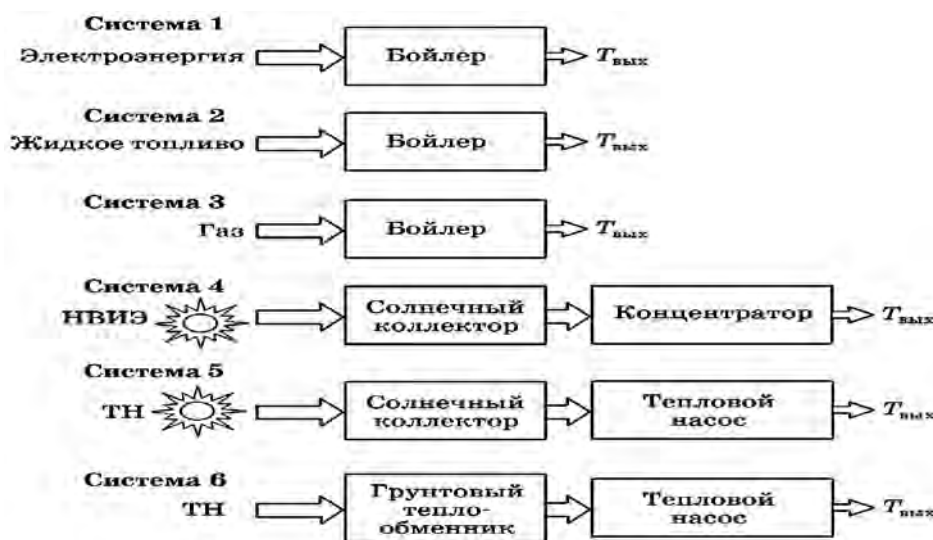 Система 1
Электроэнергия
Бойлер
Tвых
Система 2
Жидкое топливо
Бойлер
Tвых
Система 3
Газ
Бойлер
Tвых
Система 4
НВИЭ
Солнечный
коллектор
Концентратор
Tвых
Система 5
ТН
Солнечный
коллектор
Тепловой
насос
Tвых
Система 6
ТН
Грунтовый
тепло-
обменник
Тепловой
насос
Tвых